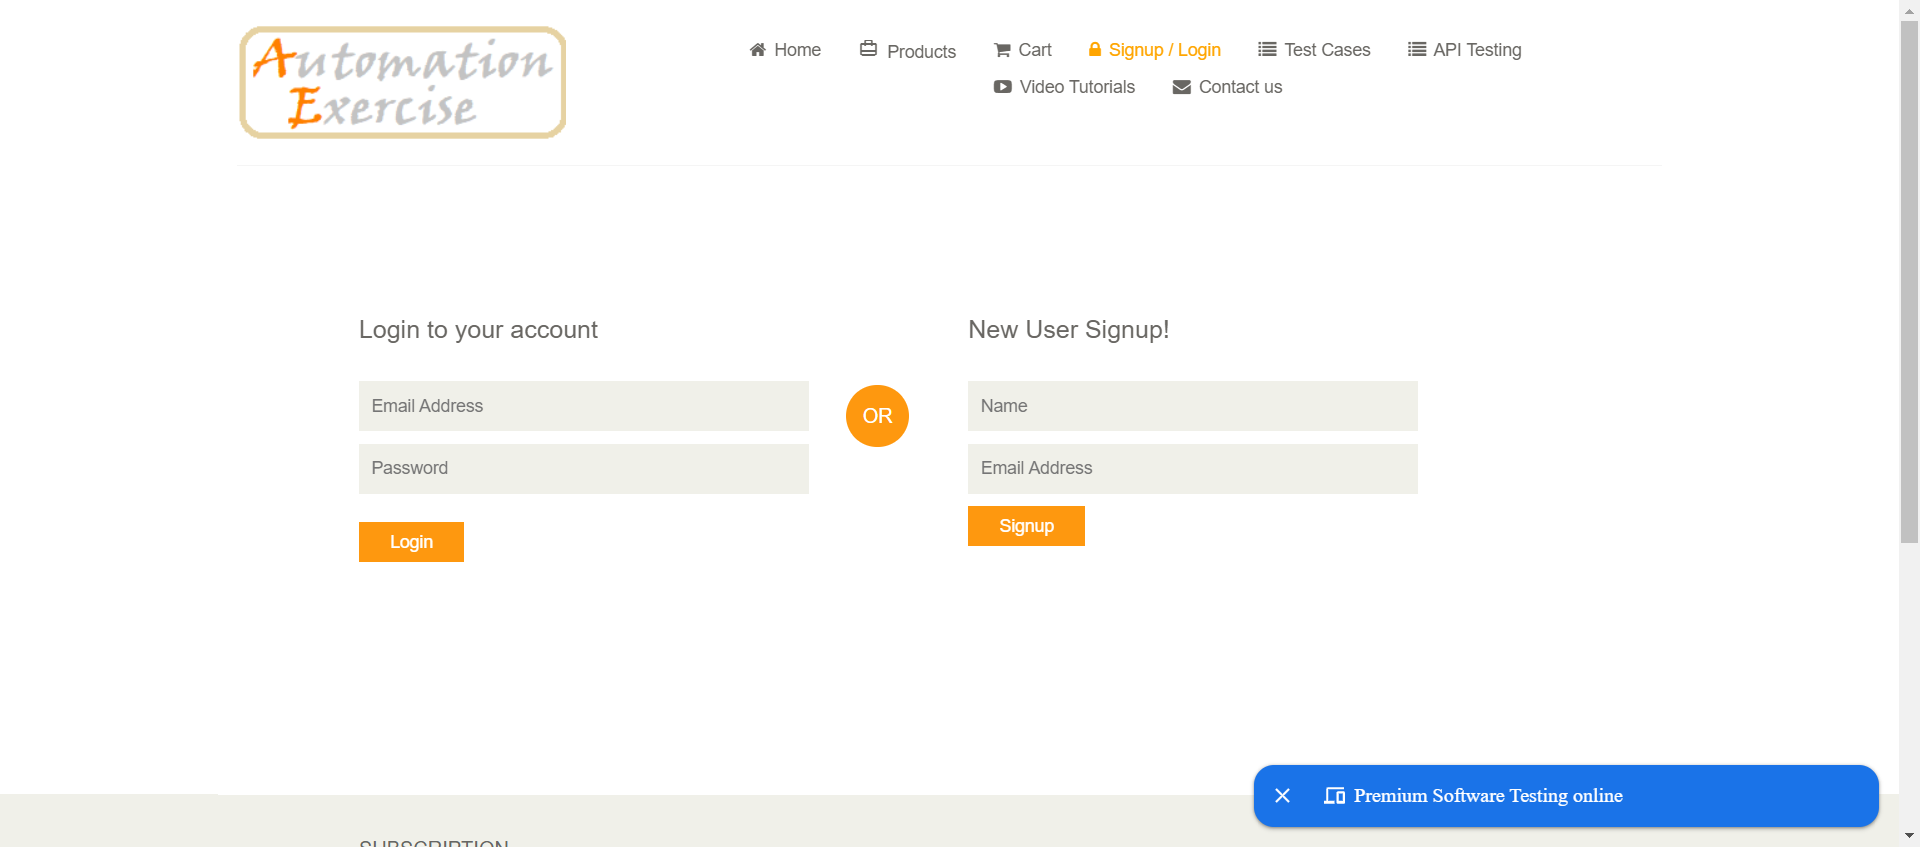 Automation
Exercise
Home
Products
Cart
Signup / Login
Test Cases
API Testing
Video Tutorials
Contact us
Login to your account
Email Address
Password
Login
OR
New User Signup!
Name
Email Address
Signup
Premium Software Testing online
SUBSCRIPTION